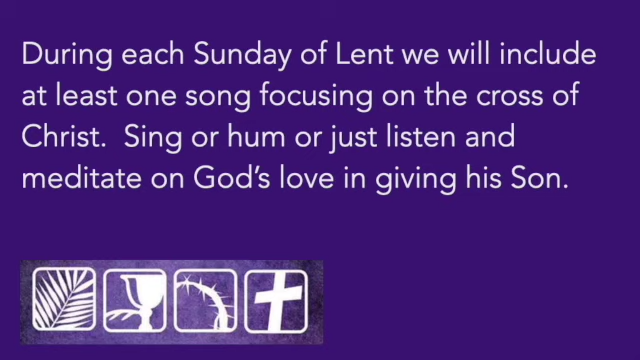 During each Sunday of Lent we will include
at least one song focusing on the cross of
Christ.  Sing or hum or just listen and
meditate on God’s love in giving his Son.